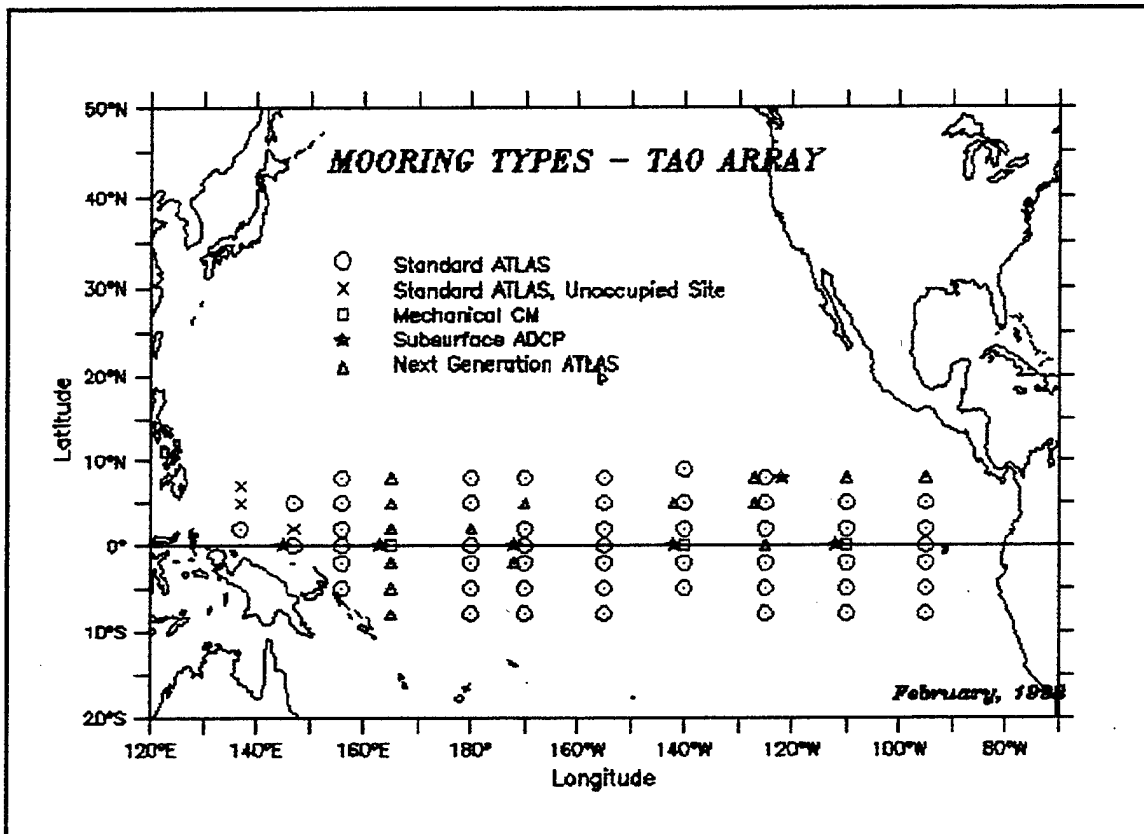 50°N
MOORING TYPES - TAO ARRAY
40°N
Standard ATLAS
30°N
Standard ATLAS, Unoccupied Site
Mechanical CM
Subsurface ADCP
Next Generation ATLAS
20°N
Latitude
10°N
0°
10°S
February,
20°S
120°E
140°E
160°E
180°
160°W
140°W
120°W
100°W
80°W
Longitude